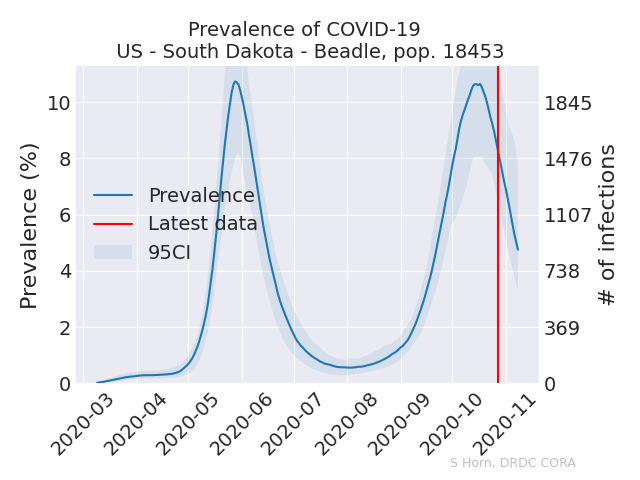 Prevalence of COVID-19
US - South Dakota - Beadle, pop. 18453
Prevalence (%)
10
8
6
4
2
0
Prevalence
Latest data
95CI
1845
1476
1107
738
369
0
# of infections
2020-03
2020-04
2020-05
2020-06
2020-07
2020-08
2020-09
2020-10
2020-11
S Horn, DRDC CORA